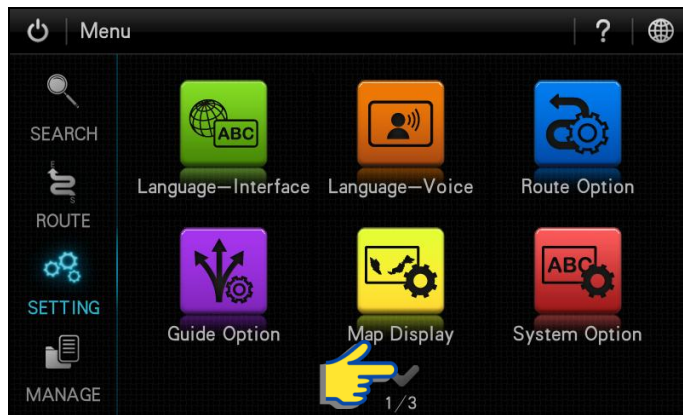 Menu
?
SEARCH
ABC
Language—Interface
Language—Voice
Route Option
E
S
ROUTE
SETTING
Guide Option
Map Display
ABC
System Option
MANAGE
1/3